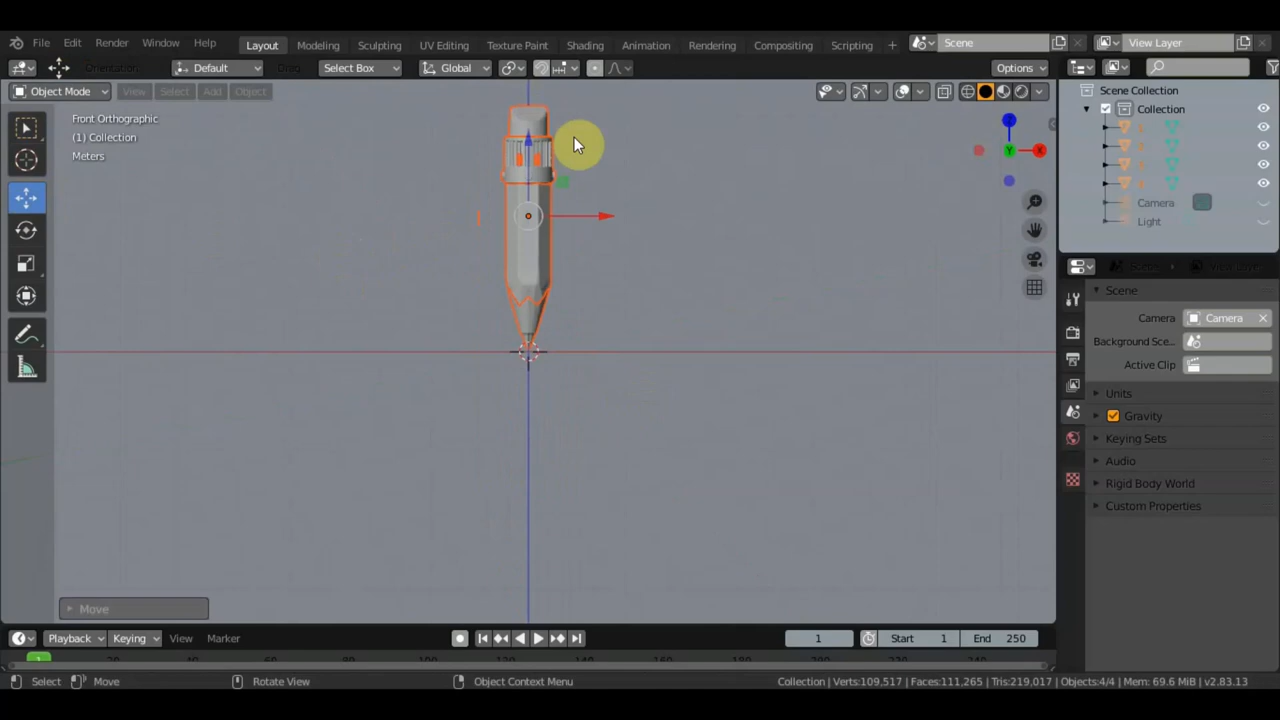 File Edit Render Window Help Layout Modeling Sculpting UV Editing Texture Paint Shading Animation Rendering Compositing Scripting + Scene View Layer
Orientation: Default Drag: Select Box Global Options
Object Mode View Select Add Object
Front Orthographic
(1) Collection
Meters
Z
X
Y
Scene Collection
Collection
Camera
Light
Scene
Camera Camera
Background Sce...
Active Clip
Units
Gravity
Keying Sets
Audio
Rigid Body World
Custom Properties
Move
Playback Keying View Marker 1 Start 1 End 250
1
Select Move Rotate View Object Context Menu Collection | Verts:109,517 | Faces:111,265 | Tris:219,017 | Objects:4/4 | Mem: 69.6 MiB | v2.83.13